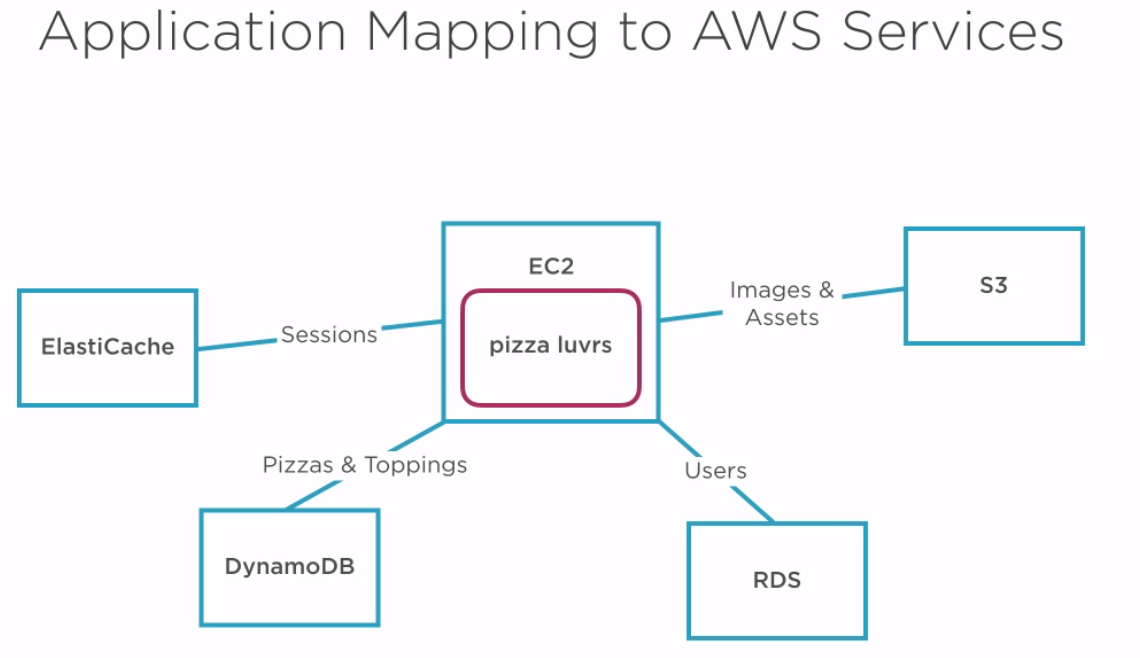 Application Mapping to AWS Services
EC2
pizza luvrs
ElastiCache
Sessions
Images &
Assets
S3
Pizzas & Toppings
DynamoDB
Users
RDS